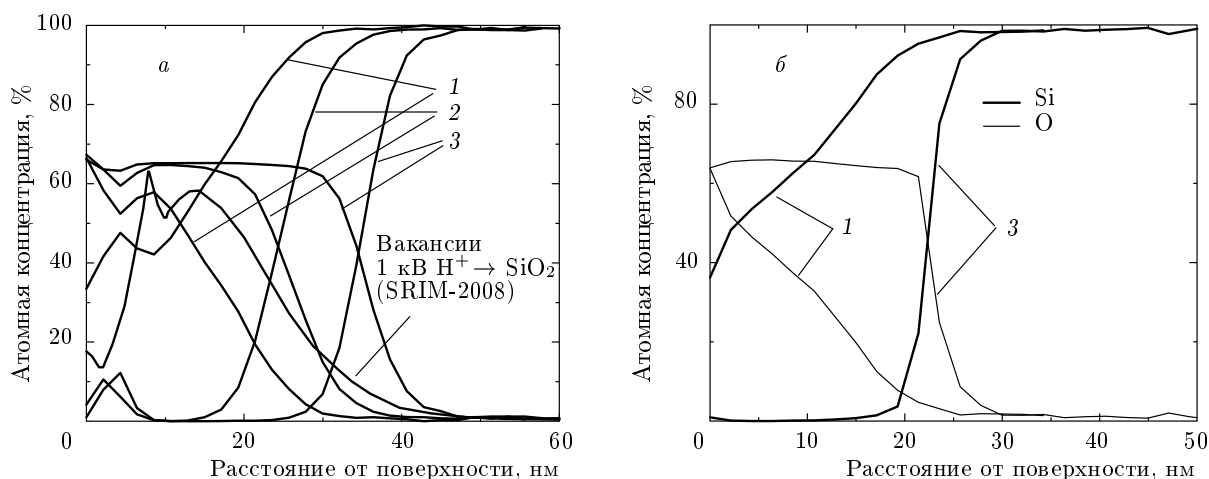 Атомная концентрация, %
100
80
60
40
20
0
20
40
60
Расстояние от поверхности, нм
а
1
2
3
Вакансии
1 кВ H⁺ → SiO₂
(SRIM-2008)
Атомная концентрация, %
80
40
0
10
20
30
40
50
Расстояние от поверхности, нм
б
Si
O
1
3